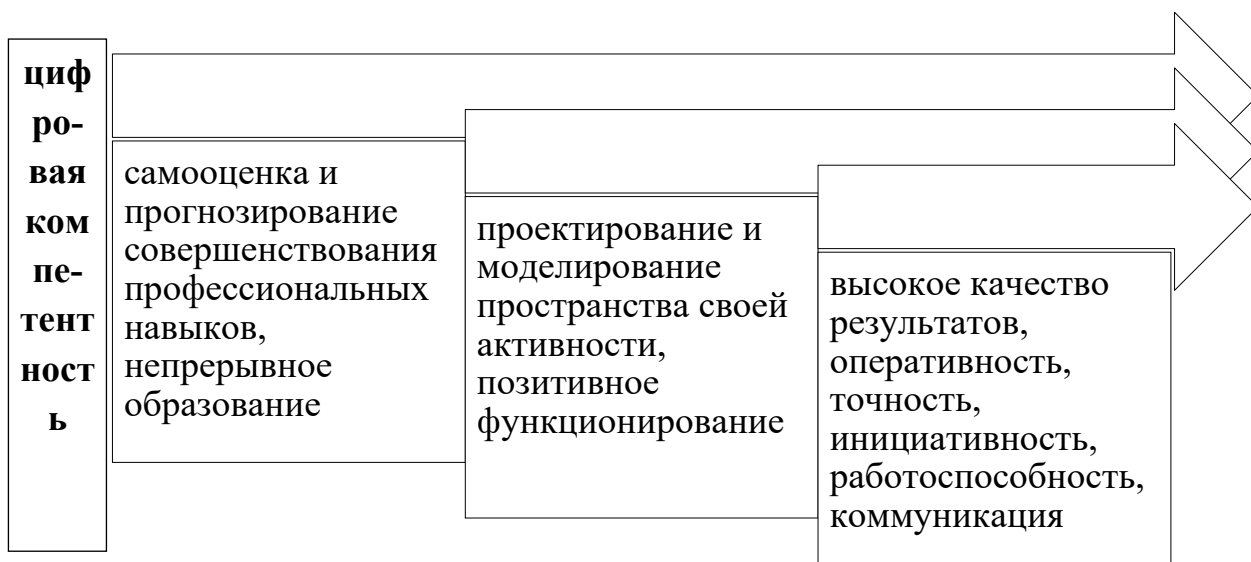 циф
ро-
вая
ком
пе-
тент
ност
ь
самооценка и
прогнозирование
совершенствования
профессиональных
навыков,
непрерывное
образование
проектирование и
моделирование
пространства своей
активности,
позитивное
функционирование
высокое качество
результатов,
оперативность,
точность,
инициативность,
работоспособность,
коммуникация